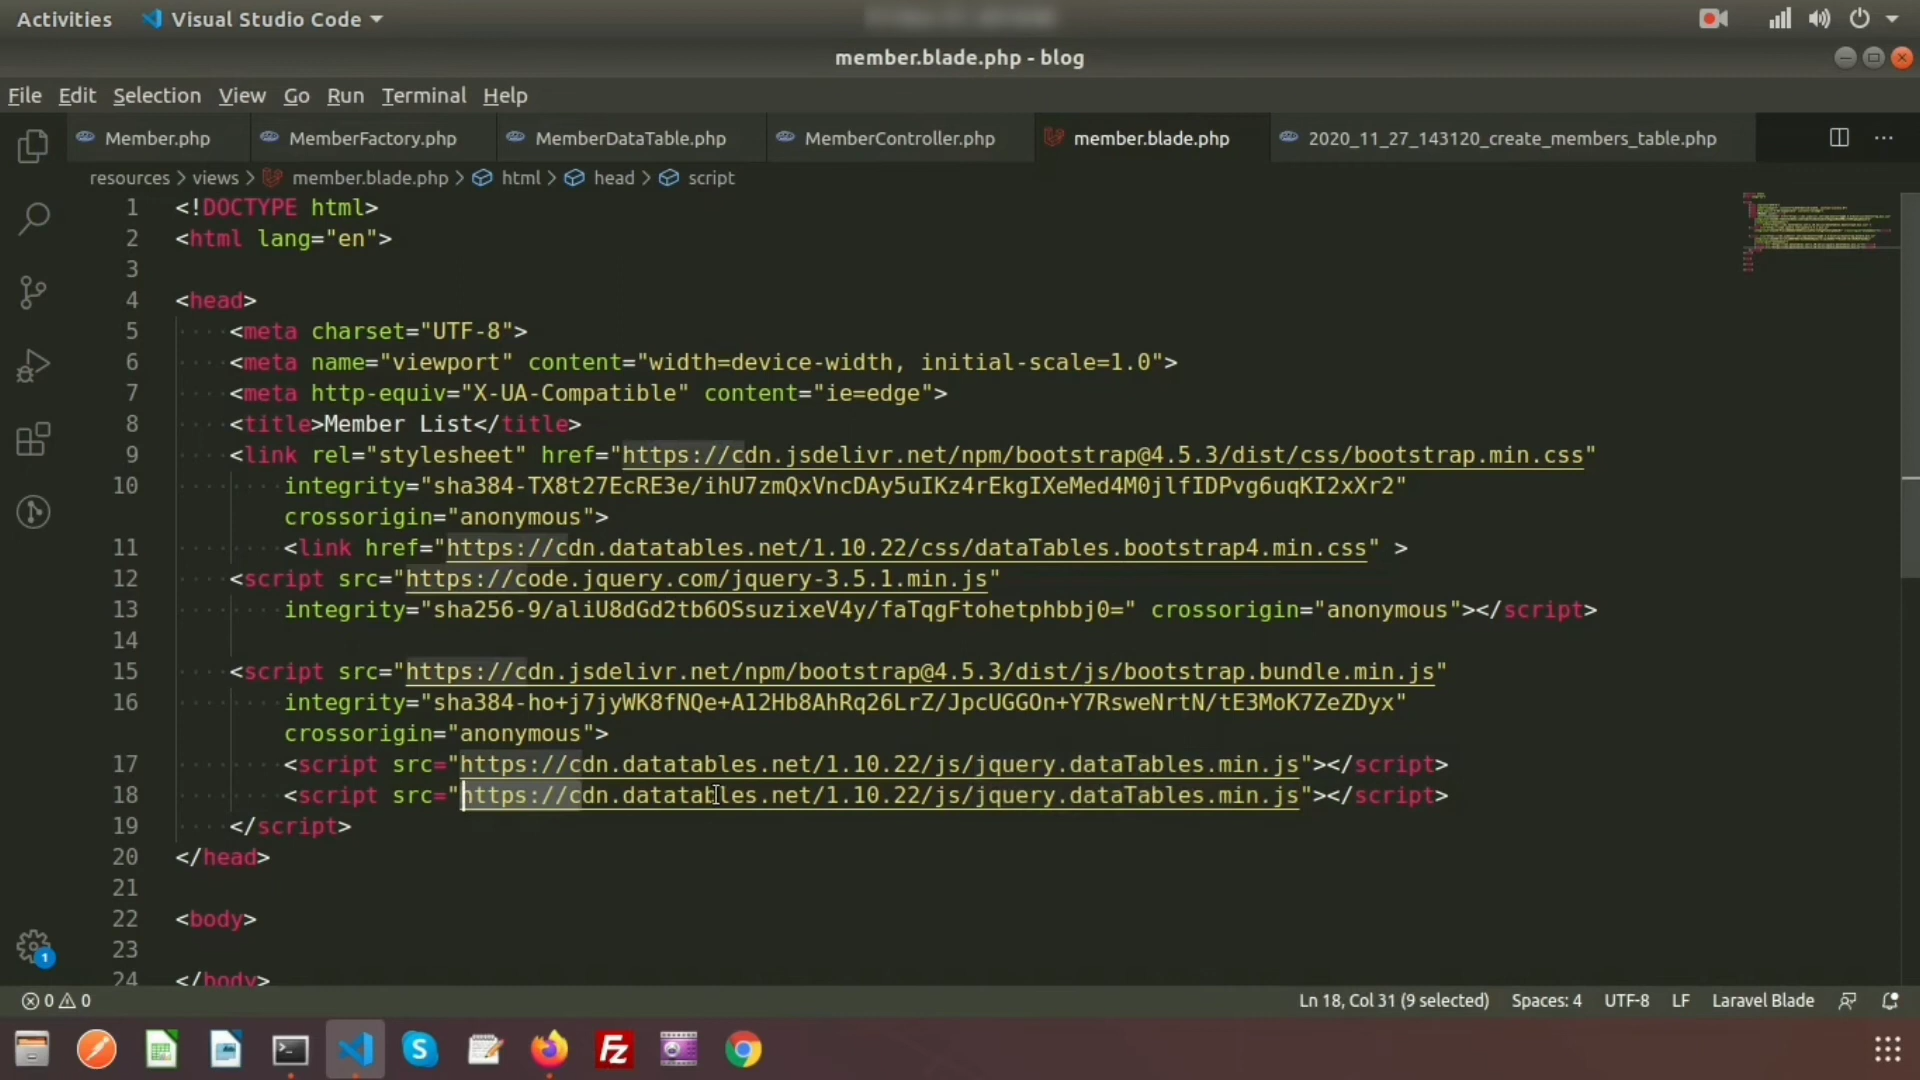 Activities Visual Studio Code
member.blade.php - blog
File Edit Selection View Go Run Terminal Help
Member.php MemberFactory.php MemberDataTable.php MemberController.php member.blade.php 2020_11_27_143120_create_members_table.php
resources > views > member.blade.php > html > head > script
1 <!DOCTYPE html>
2 <html lang="en">
3
4 <head>
5 <meta charset="UTF-8">
6 <meta name="viewport" content="width=device-width, initial-scale=1.0">
7 <meta http-equiv="X-UA-Compatible" content="ie=edge">
8 <title>Member List</title>
9 <link rel="stylesheet" href="https://cdn.jsdelivr.net/npm/bootstrap@4.5.3/dist/css/bootstrap.min.css"
10 integrity="sha384-TX8t27EcRE3e/ihU7zmQxVncDAy5uIKz4rEkgIXeMed4M0jlfIDPvg6uqKI2xXr2"
crossorigin="anonymous">
11 <link href="https://cdn.datatables.net/1.10.22/css/dataTables.bootstrap4.min.css" >
12 <script src="https://code.jquery.com/jquery-3.5.1.min.js"
13 integrity="sha256-9/aliU8dGd2tb6OSsuzixeV4y/faTqgFtohetphbbj0=" crossorigin="anonymous"></script>
14
15 <script src="https://cdn.jsdelivr.net/npm/bootstrap@4.5.3/dist/js/bootstrap.bundle.min.js"
16 integrity="sha384-ho+j7jyWK8fNQe+A12Hb8AhRq26LrZ/JpcUGGOn+Y7RsweNrtN/tE3MoK7ZeZDyx"
crossorigin="anonymous">
17 <script src="https://cdn.datatables.net/1.10.22/js/jquery.dataTables.min.js"></script>
18 <script src="https://cdn.datatables.net/1.10.22/js/jquery.dataTables.min.js"></script>
19 </script>
20 </head>
21
22 <body>
23
24 </body>
1
0 0 Ln 18, Col 31 (9 selected) Spaces: 4 UTF-8 LF Laravel Blade
S Fz